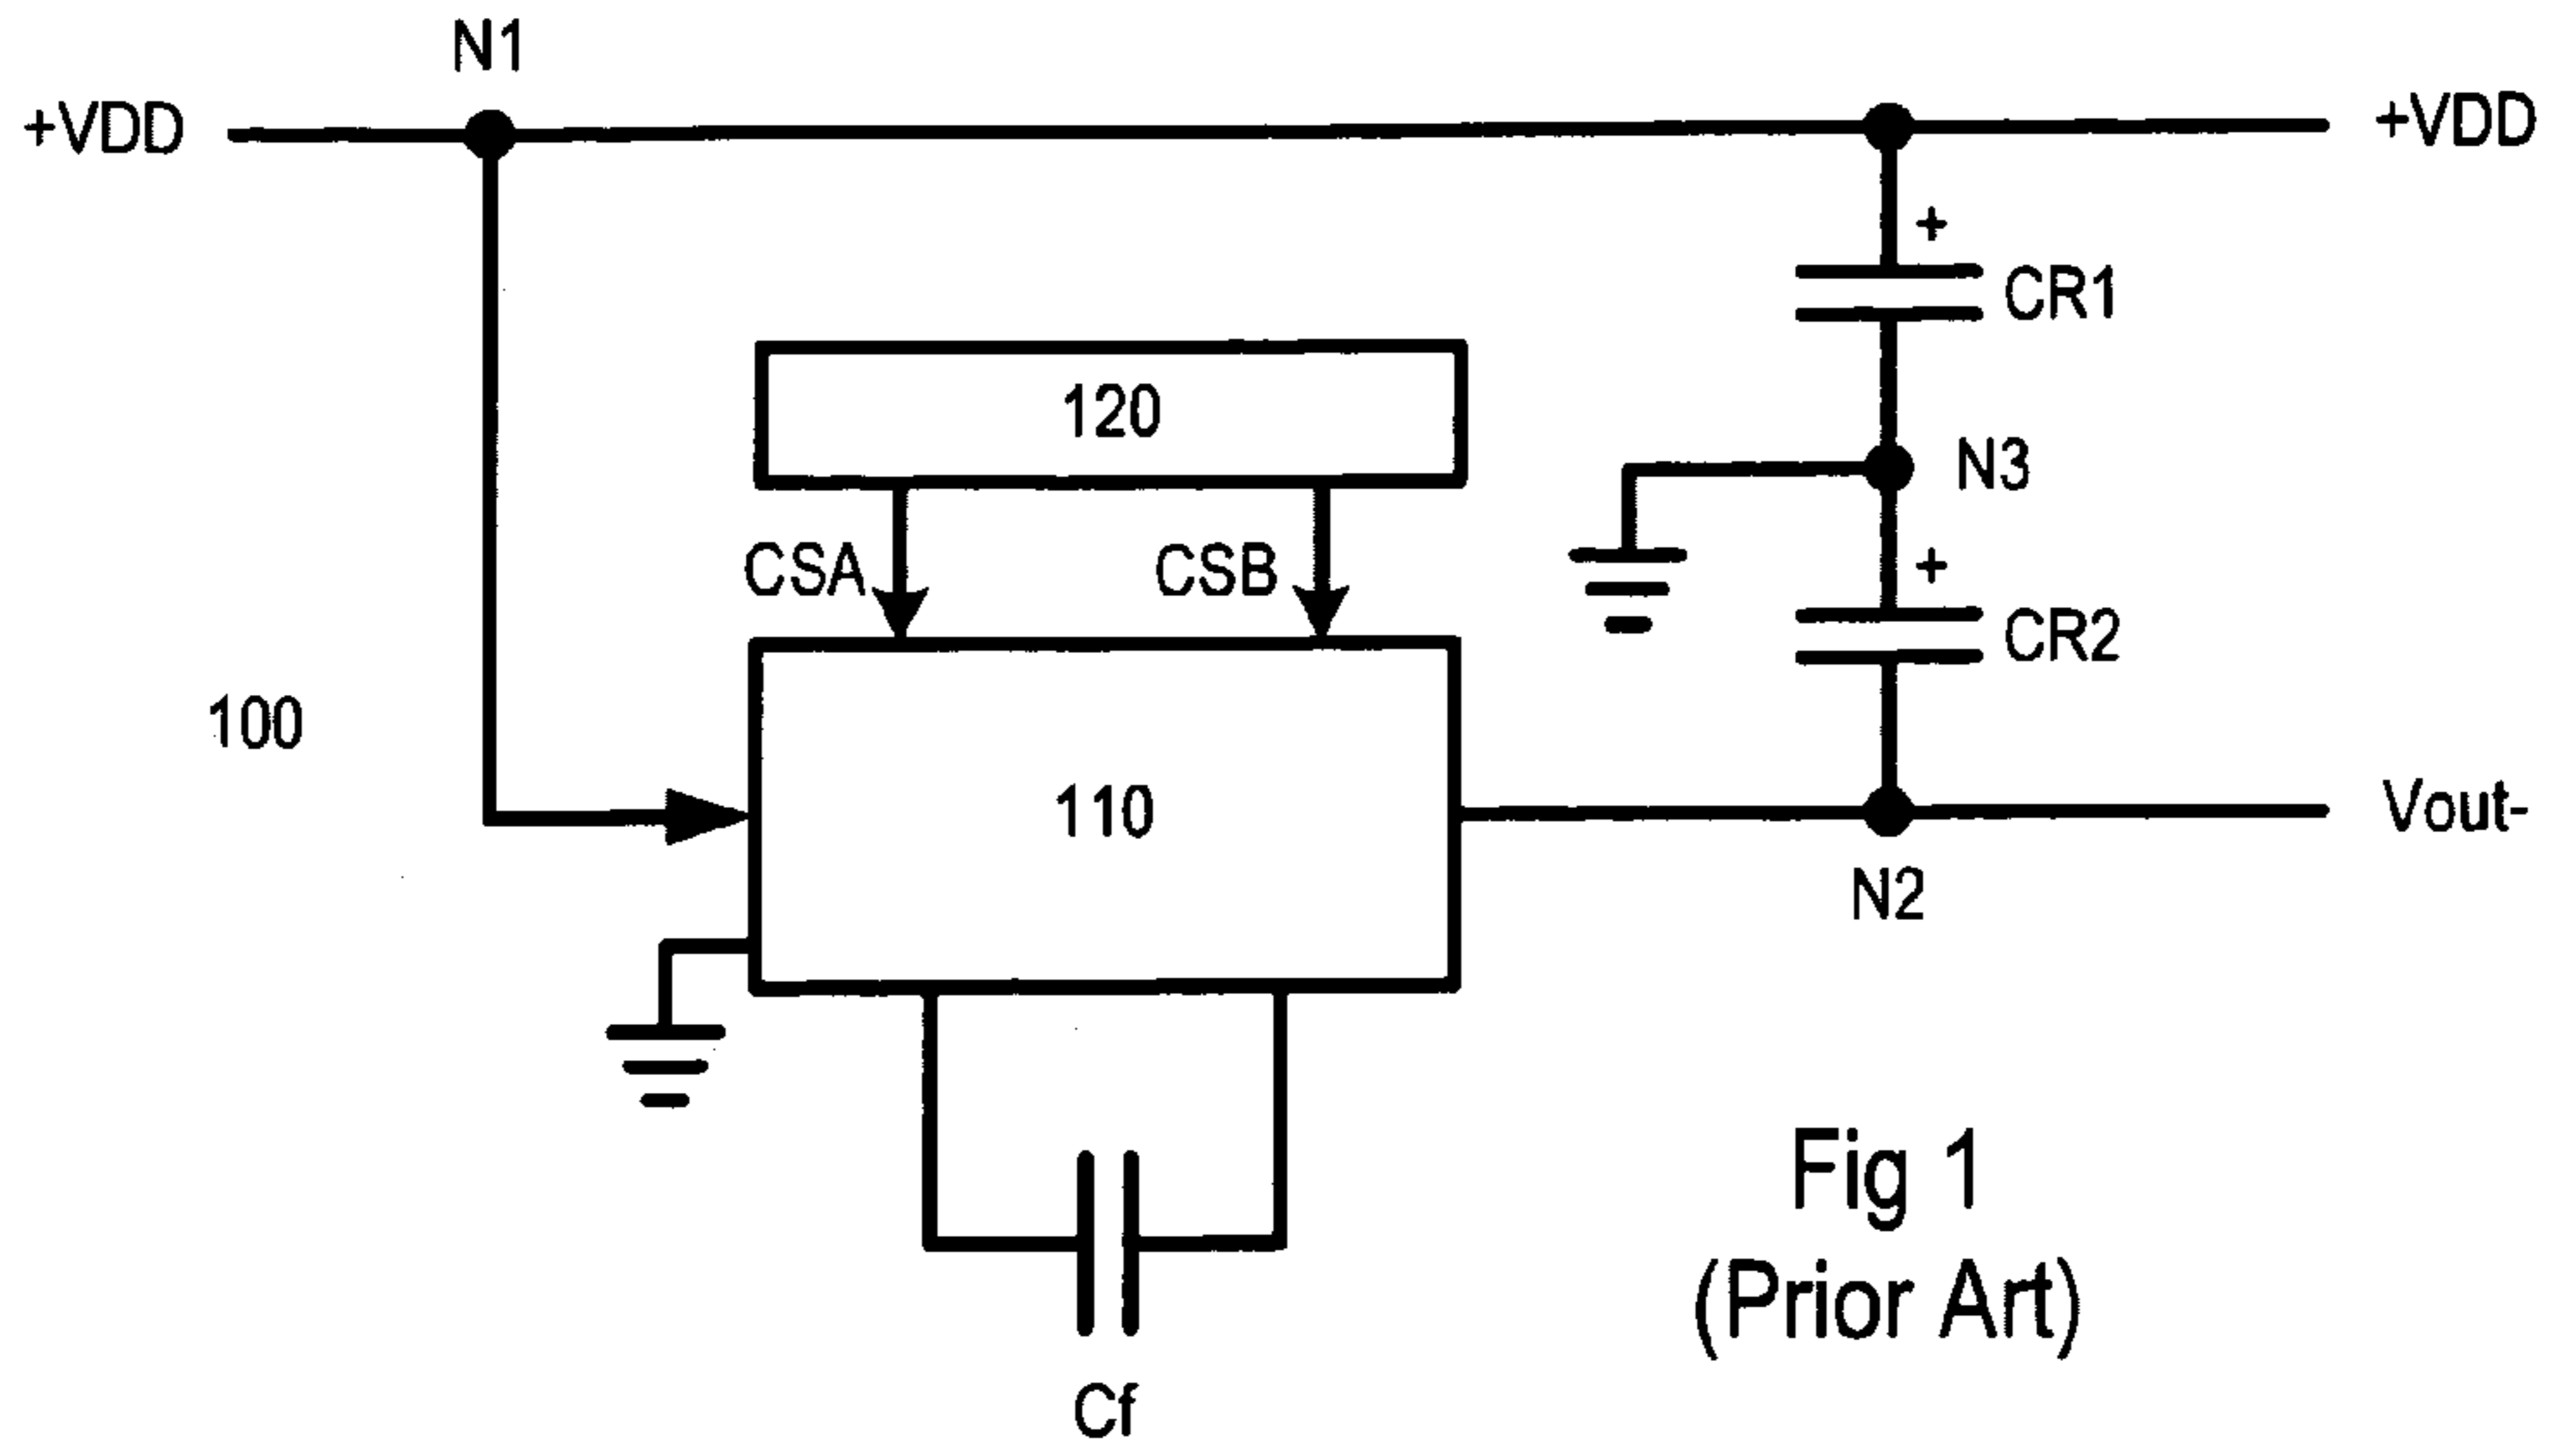 N1
+VDD
+VDD
+
CR1
120
N3
CSA
CSB
+
CR2
100
110
Vout-
N2
Fig 1
(Prior Art)
Cf